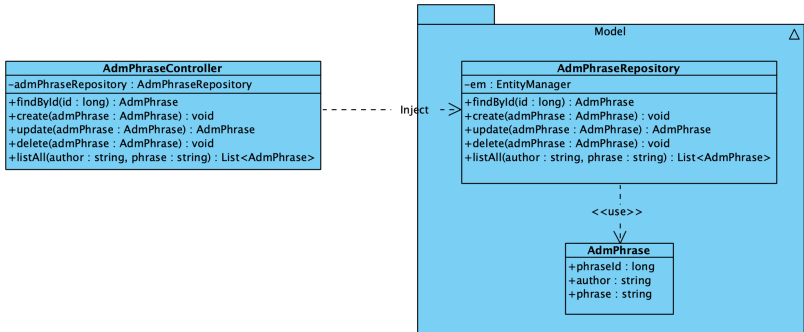 Model
AdmPhraseController
-admPhraseRepository : AdmPhraseRepository
+findById(id : long) : AdmPhrase
+create(admPhrase : AdmPhrase) : void
+update(admPhrase : AdmPhrase) : AdmPhrase
+delete(admPhrase : AdmPhrase) : void
+listAll(author : string, phrase : string) : List<AdmPhrase>
Inject
AdmPhraseRepository
-em : EntityManager
+findById(id : long) : AdmPhrase
+create(admPhrase : AdmPhrase) : void
+update(admPhrase : AdmPhrase) : AdmPhrase
+delete(admPhrase : AdmPhrase) : void
+listAll(author : string, phrase : string) : List<AdmPhrase>
<<use>>
AdmPhrase
+phraseId : long
+author : string
+phrase : string